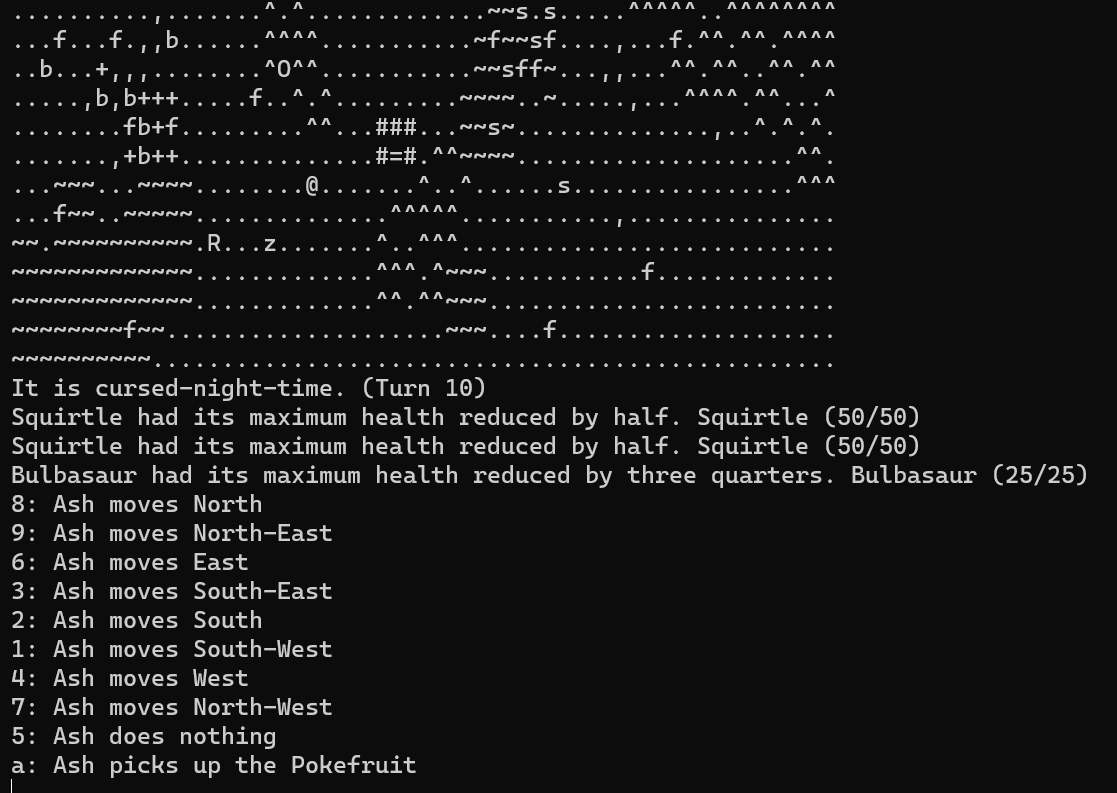 ...........,.......^.^.............~~s.s.....^^^^^..^^^^^^^^
...f...f.,,b......^^^^...........~f~~sf....,...f.^^.^^.^^^^
..b...+,,,........^O^^...........~~sff~...,,...^^.^^..^^.^^
.....,b,b+++.....f..^.^.........~~~~..~.....,...^^^^.^^...^
........fb+f.........^^...###...~~s~..............,..^.^.^.
.......,+b++..............#=#.^^~~~~....................^^.
...~~~...~~~~........@.......^..^......s................^^^
...f~~..~~~~~..............^^^^^...........,...............
~~.~~~~~~~~~~.R...z.......^..^^^...........................
~~~~~~~~~~~~~.............^^^.^~~~...........f.............
~~~~~~~~~~~~~.............^^.^^~~~.........................
~~~~~~~~f~~....................~~~....f....................
~~~~~~~~~~.................................................
It is cursed-night-time. (Turn 10)
Squirtle had its maximum health reduced by half. Squirtle (50/50)
Squirtle had its maximum health reduced by half. Squirtle (50/50)
Bulbasaur had its maximum health reduced by three quarters. Bulbasaur (25/25)
8: Ash moves North
9: Ash moves North-East
6: Ash moves East
3: Ash moves South-East
2: Ash moves South
1: Ash moves South-West
4: Ash moves West
7: Ash moves North-West
5: Ash does nothing
a: Ash picks up the Pokefruit